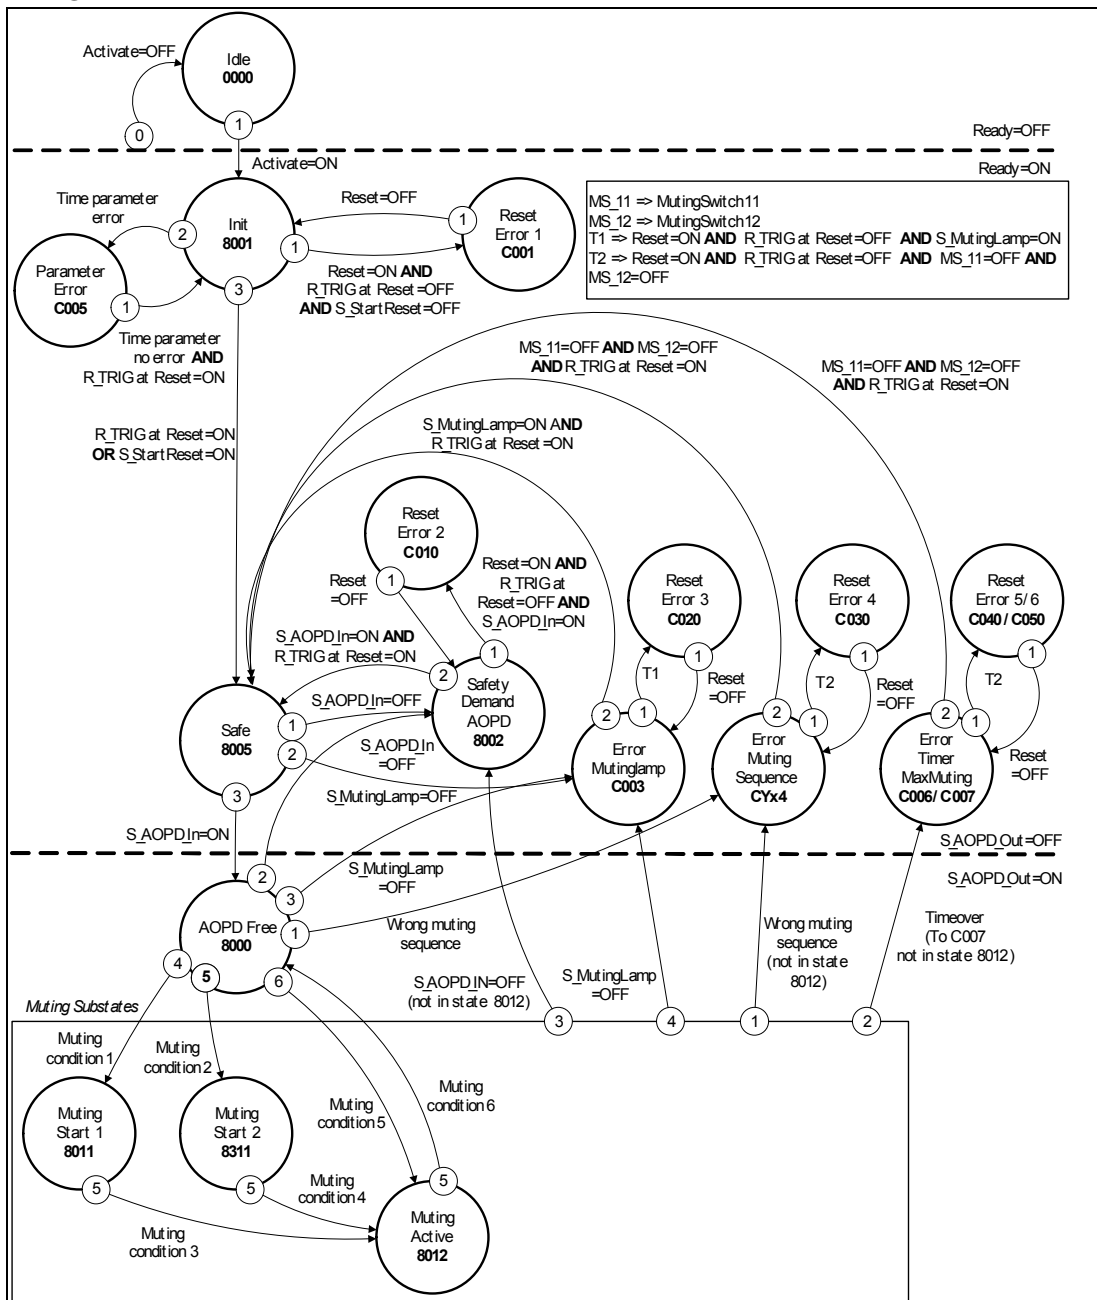 Activate=OFF
Idle
0000
0
1
Ready=OFF
Activate=ON
Ready=ON
Time parameter
error
Init
8001
2
1
3
Reset=OFF
1
Reset
Error 1
C001
MS_11 => MutingSwitch11
MS_12 => MutingSwitch12
T1 => Reset=ON AND R_TRIG at Reset=OFF AND S_MutingLamp=ON
T2 => Reset=ON AND R_TRIG at Reset=OFF AND MS_11=OFF AND
MS_12=OFF
Parameter
Error
C005
1
Reset=ON AND
R_TRIG at Reset=OFF
AND S_StartReset=OFF
Time parameter
no error AND
R_TRIG at Reset=ON
MS_11=OFF AND MS_12=OFF
AND R_TRIG at Reset=ON
MS_11=OFF AND MS_12=OFF
AND R_TRIG at Reset=ON
R_TRIG at Reset=ON
OR S_StartReset=ON
S_MutingLamp=ON AND
R_TRIG at Reset=ON
Reset
Error 2
C010
1
Reset
=OFF
Reset=ON AND
R_TRIG at
Reset=OFF AND
S_AOPD_In=ON
Reset
Error 3
C020
1
Reset
Error 4
C030
1
Reset
Error 5/ 6
C040 / C050
1
S_AOPD_In=ON AND
R_TRIG at Reset=ON
T1
Reset
=OFF
T2
Reset
=OFF
T2
Reset
=OFF
Safe
8005
1
2
3
S_AOPD_In=OFF
S_AOPD_In
=OFF
S_MutingLamp=OFF
2
1
Safety
Demand
AOPD
8002
2
1
Error
Mutinglamp
C003
2
1
Error
Muting
Sequence
CYx4
2
1
Error
Timer
MaxMuting
C006/ C007
S_AOPD_In=ON
S_AOPD_Out=OFF
S_AOPD_Out=ON
2
3
1
AOPD Free
8000
4
5
6
S_MutingLamp
=OFF
Wrong muting
sequence
S_AOPD_IN=OFF
(not in state 8012)
S_MutingLamp
=OFF
Wrong muting
sequence
(not in state
8012)
Timeover
(To C007
not in state 8012)
Muting Substates
3
4
1
2
Muting
condition 1
Muting
condition 2
Muting
condition 5
Muting
condition 6
Muting
Start 1
8011
5
Muting
Start 2
8311
5
Muting
condition 4
Muting
condition 3
5
Muting
Active
8012